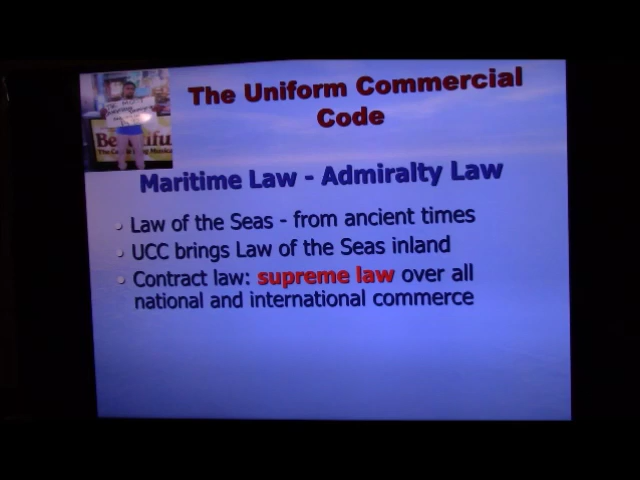 The Uniform Commercial
Code
Maritime Law - Admiralty Law
Law of the Seas - from ancient times
UCC brings Law of the Seas inland
Contract law: supreme law over all
national and international commerce